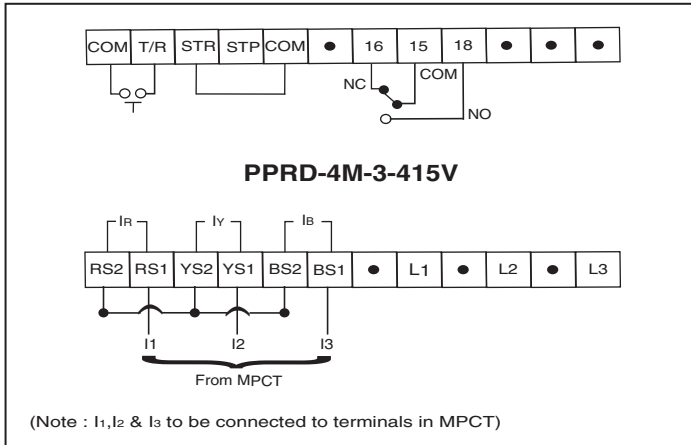 COM T/R STR STP COM 16 15 18
NC COM
NO
PPRD-4M-3-415V
IR IY IB
RS2 RS1 YS2 YS1 BS2 BS1 L1 L2 L3
I1 I2 I3
From MPCT
(Note : I1,I2 & I3 to be connected to terminals in MPCT)